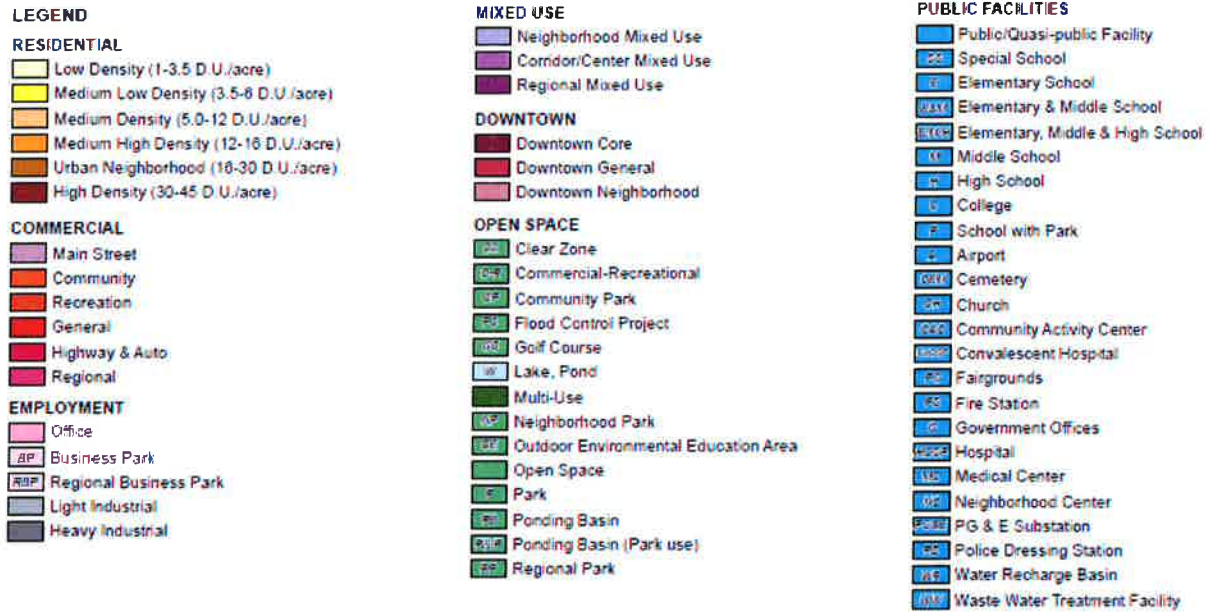 LEGEND
RESIDENTIAL
Low Density (1-3.5 D.U./acre)
Medium Low Density (3.5-6 D.U./acre)
Medium Density (5.0-12 D.U./acre)
Medium High Density (12-16 D.U./acre)
Urban Neighborhood (16-30 D.U./acre)
High Density (30-45 D.U./acre)
COMMERCIAL
Main Street
Community
Recreation
General
Highway & Auto
Regional
EMPLOYMENT
Office
BP Business Park
RBP Regional Business Park
Light Industrial
Heavy Industrial
MIXED USE
Neighborhood Mixed Use
Corridor/Center Mixed Use
Regional Mixed Use
DOWNTOWN
Downtown Core
Downtown General
Downtown Neighborhood
OPEN SPACE
Clear Zone
Commercial-Recreational
Community Park
Flood Control Project
Golf Course
W Lake, Pond
Multi-Use
Neighborhood Park
Outdoor Environmental Education Area
Open Space
P Park
Ponding Basin
Ponding Basin (Park use)
Regional Park
PUBLIC FACILITIES
Public/Quasi-public Facility
Special School
Elementary School
Elementary & Middle School
Elementary, Middle & High School
M Middle School
H High School
College
School with Park
Airport
Cemetery
Church
Community Activity Center
Convalescent Hospital
Fairgrounds
Fire Station
Government Offices
Hospital
Medical Center
Neighborhood Center
PG & E Substation
Police Dressing Station
Water Recharge Basin
Waste Water Treatment Facility